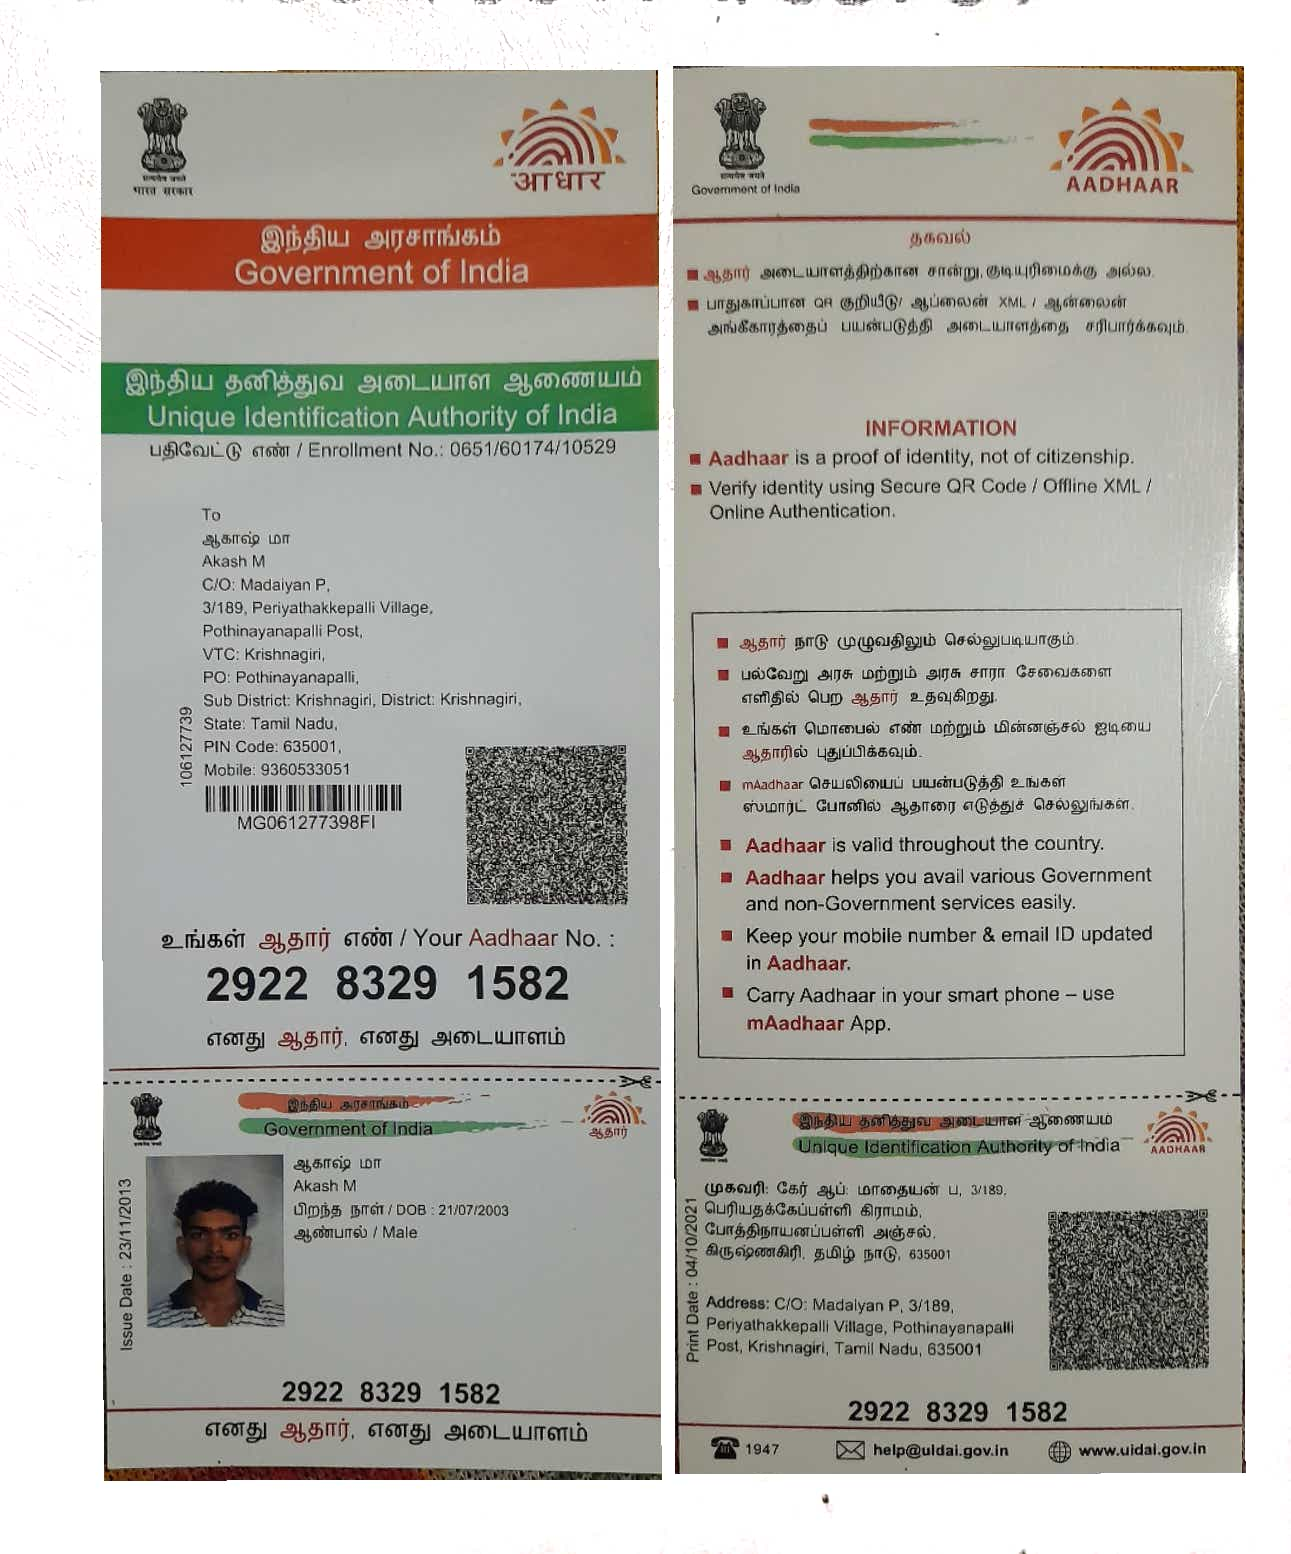 भारत सरकार
आधार
இந்திய அரசாங்கம்
Government of India
இந்திய தனித்துவ அடையாள ஆணையம்
Unique Identification Authority of India
பதிவேட்டு எண் / Enrollment No.: 0651/60174/10529
To
ஆகாஷ் மா
Akash M
C/O: Madaiyan P,
3/189, Periyathakkepalli Village,
Pothinayanapalli Post,
VTC: Krishnagiri,
PO: Pothinayanapalli,
Sub District: Krishnagiri, District: Krishnagiri,
State: Tamil Nadu,
PIN Code: 635001,
Mobile: 9360533051
106127739
MG061277398FI
உங்கள் ஆதார் எண் / Your Aadhaar No. :
2922 8329 1582
எனது ஆதார், எனது அடையாளம்
இந்திய அரசாங்கம்
Government of India
ஆதார்
Issue Date : 23/11/2013
ஆகாஷ் மா
Akash M
பிறந்த நாள் / DOB : 21/07/2003
ஆண்பால் / Male
2922 8329 1582
எனது ஆதார், எனது அடையாளம்
सत्यमेव जयते
Government of India
AADHAAR
தகவல்
ஆதார் அடையாளத்திற்கான சான்று, குடியுரிமைக்கு அல்ல.
பாதுகாப்பான QR குறியீடு/ ஆப்லைன் XML / ஆன்லைன்
அங்கீகாரத்தைப் பயன்படுத்தி அடையாளத்தை சரிபார்க்கவும்.
INFORMATION
Aadhaar is a proof of identity, not of citizenship.
Verify identity using Secure QR Code / Offline XML /
Online Authentication.
ஆதார் நாடு முழுவதிலும் செல்லுபடியாகும்.
பல்வேறு அரசு மற்றும் அரசு சாரா சேவைகளை
எளிதில் பெற ஆதார் உதவுகிறது.
உங்கள் மொபைல் எண் மற்றும் மின்னஞ்சல் ஐடியை
ஆதாரில் புதுப்பிக்கவும்.
mAadhaar செயலியைப் பயன்படுத்தி உங்கள்
ஸ்மார்ட் போனில் ஆதாரை எடுத்துச் செல்லுங்கள்.
Aadhaar is valid throughout the country.
Aadhaar helps you avail various Government
and non-Government services easily.
Keep your mobile number & email ID updated
in Aadhaar.
Carry Aadhaar in your smart phone – use
mAadhaar App.
இந்திய தனித்துவ அடையாள ஆணையம்
Unique Identification Authority of India
AADHAAR
Print Date : 04/10/2021
முகவரி: கேர் ஆப்: மாதையன் ப, 3/189,
பெரியதக்கேப்பள்ளி கிராமம்,
போத்திநாயனப்பள்ளி அஞ்சல்,
கிருஷ்ணகிரி, தமிழ் நாடு, 635001
Address: C/O: Madaiyan P, 3/189,
Periyathakkepalli Village, Pothinayanapalli
Post, Krishnagiri, Tamil Nadu, 635001
2922 8329 1582
1947
help@uidai.gov.in
www.uidai.gov.in